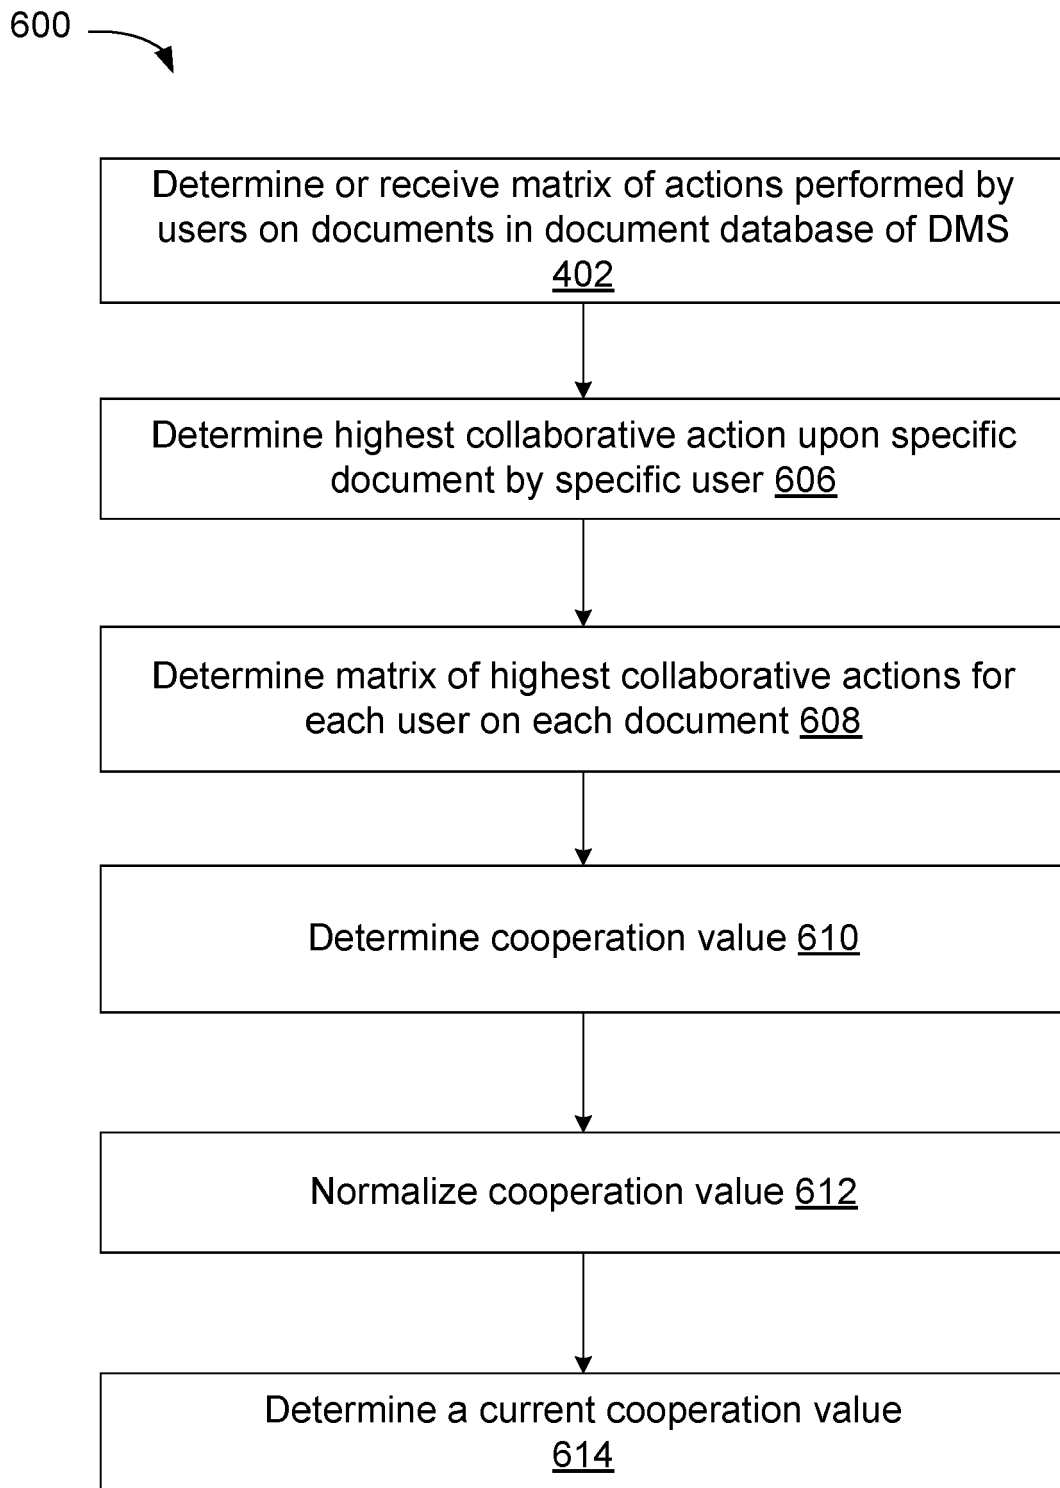 600
Determine or receive matrix of actions performed by
users on documents in document database of DMS
402
Determine highest collaborative action upon specific
document by specific user 606
Determine matrix of highest collaborative actions for
each user on each document 608
Determine cooperation value 610
Normalize cooperation value 612
Determine a current cooperation value
614